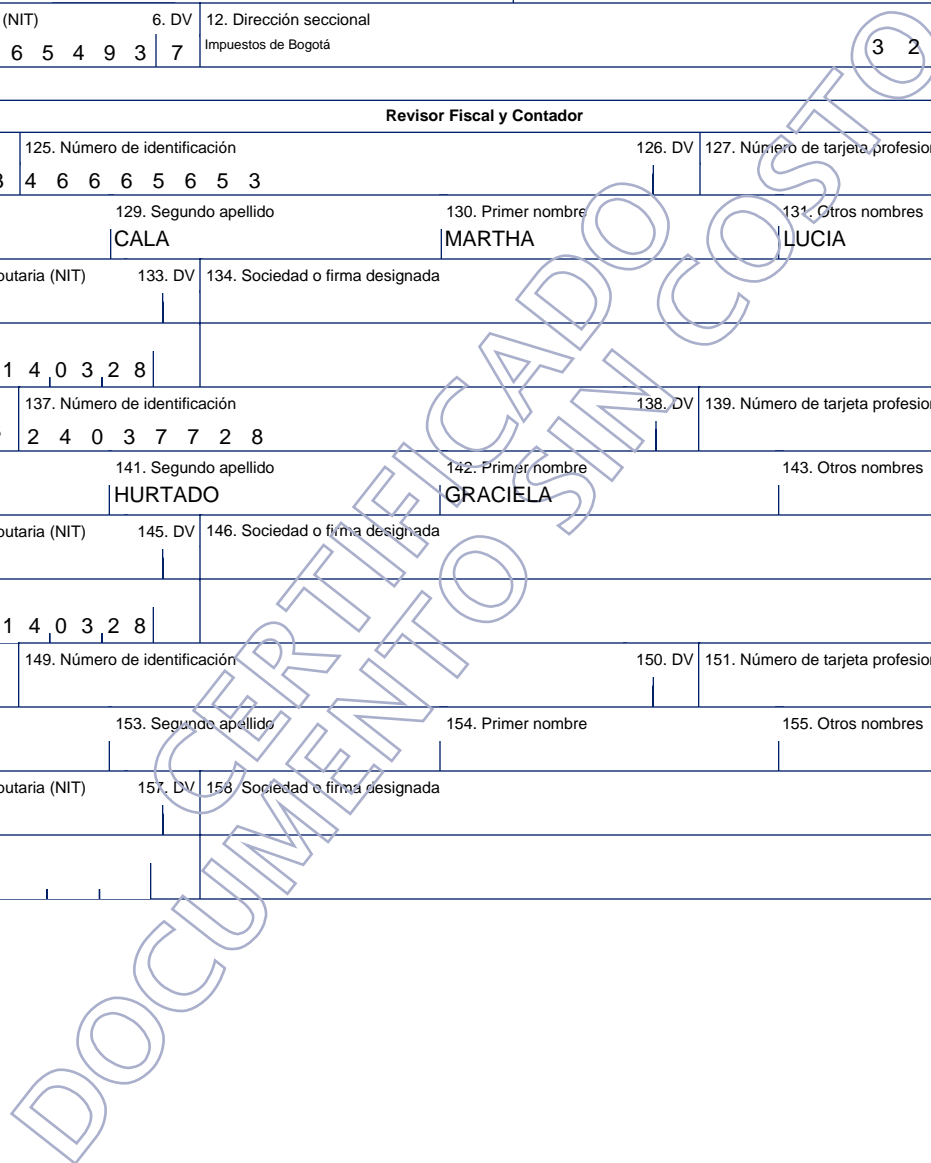 (NIT) 6. DV 12. Dirección seccional
6 5 4 9 3 7 Impuestos de Bogotá 3 2
Revisor Fiscal y Contador
125. Número de identificación 126. DV 127. Número de tarjeta profesion
4 6 6 6 5 6 5 3
129. Segundo apellido 130. Primer nombre 131. Otros nombres
CALA MARTHA LUCIA
butaria (NIT) 133. DV 134. Sociedad o firma designada
1 4 0 3 2 8
137. Número de identificación 138. DV 139. Número de tarjeta profesion
2 4 0 3 7 7 2 8
141. Segundo apellido 142. Primer nombre 143. Otros nombres
HURTADO GRACIELA
butaria (NIT) 145. DV 146. Sociedad o firma designada
1 4 0 3 2 8
149. Número de identificación 150. DV 151. Número de tarjeta profesion
153. Segundo apellido 154. Primer nombre 155. Otros nombres
butaria (NIT) 157. DV 158. Sociedad o firma designada
CERTIFICADO
DOCUMENTO SIN COSTO